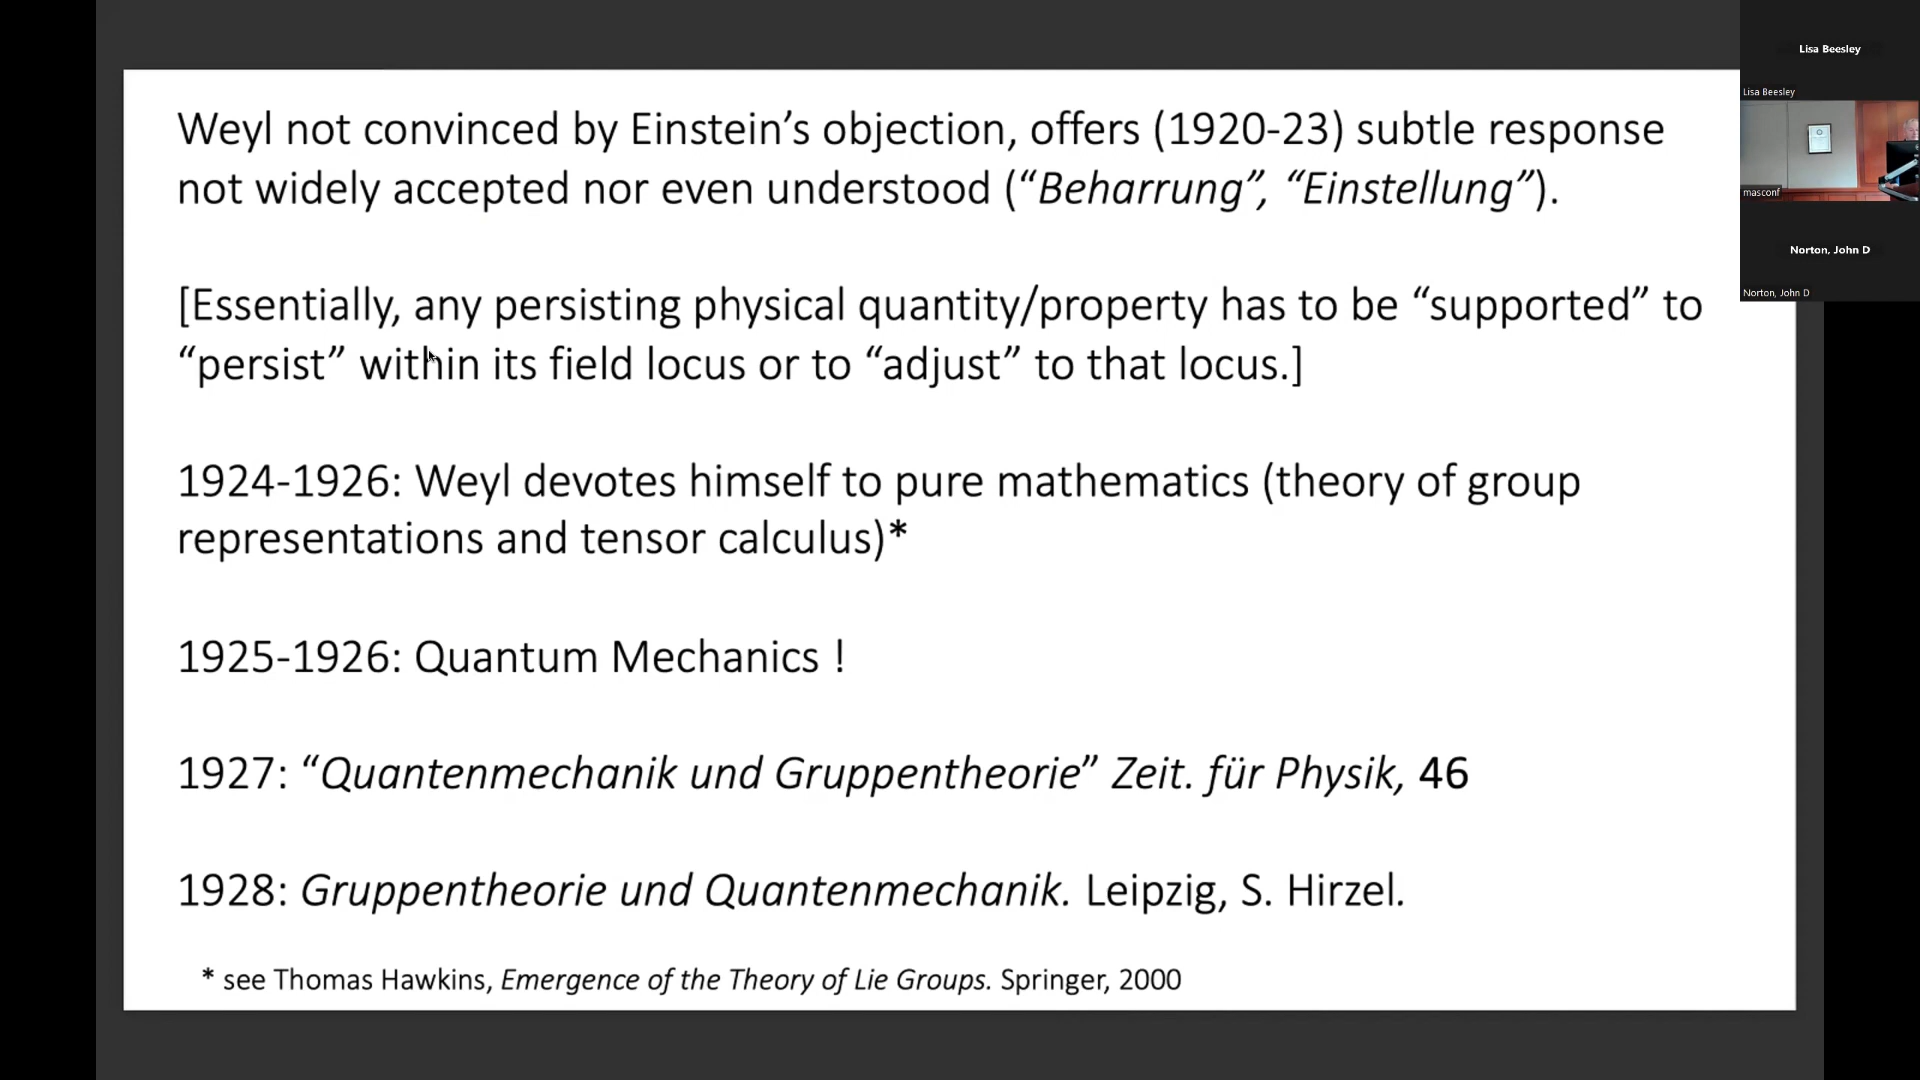 Weyl not convinced by Einstein’s objection, offers (1920-23) subtle response
not widely accepted nor even understood (“Beharrung”, “Einstellung”).
[Essentially, any persisting physical quantity/property has to be “supported” to
“persist” within its field locus or to “adjust” to that locus.]
1924-1926: Weyl devotes himself to pure mathematics (theory of group
representations and tensor calculus)*
1925-1926: Quantum Mechanics !
1927: “Quantenmechanik und Gruppentheorie” Zeit. für Physik, 46
1928: Gruppentheorie und Quantenmechanik. Leipzig, S. Hirzel.
* see Thomas Hawkins, Emergence of the Theory of Lie Groups. Springer, 2000
Lisa Beesley
Lisa Beesley
masconf
Norton, John D
Norton, John D